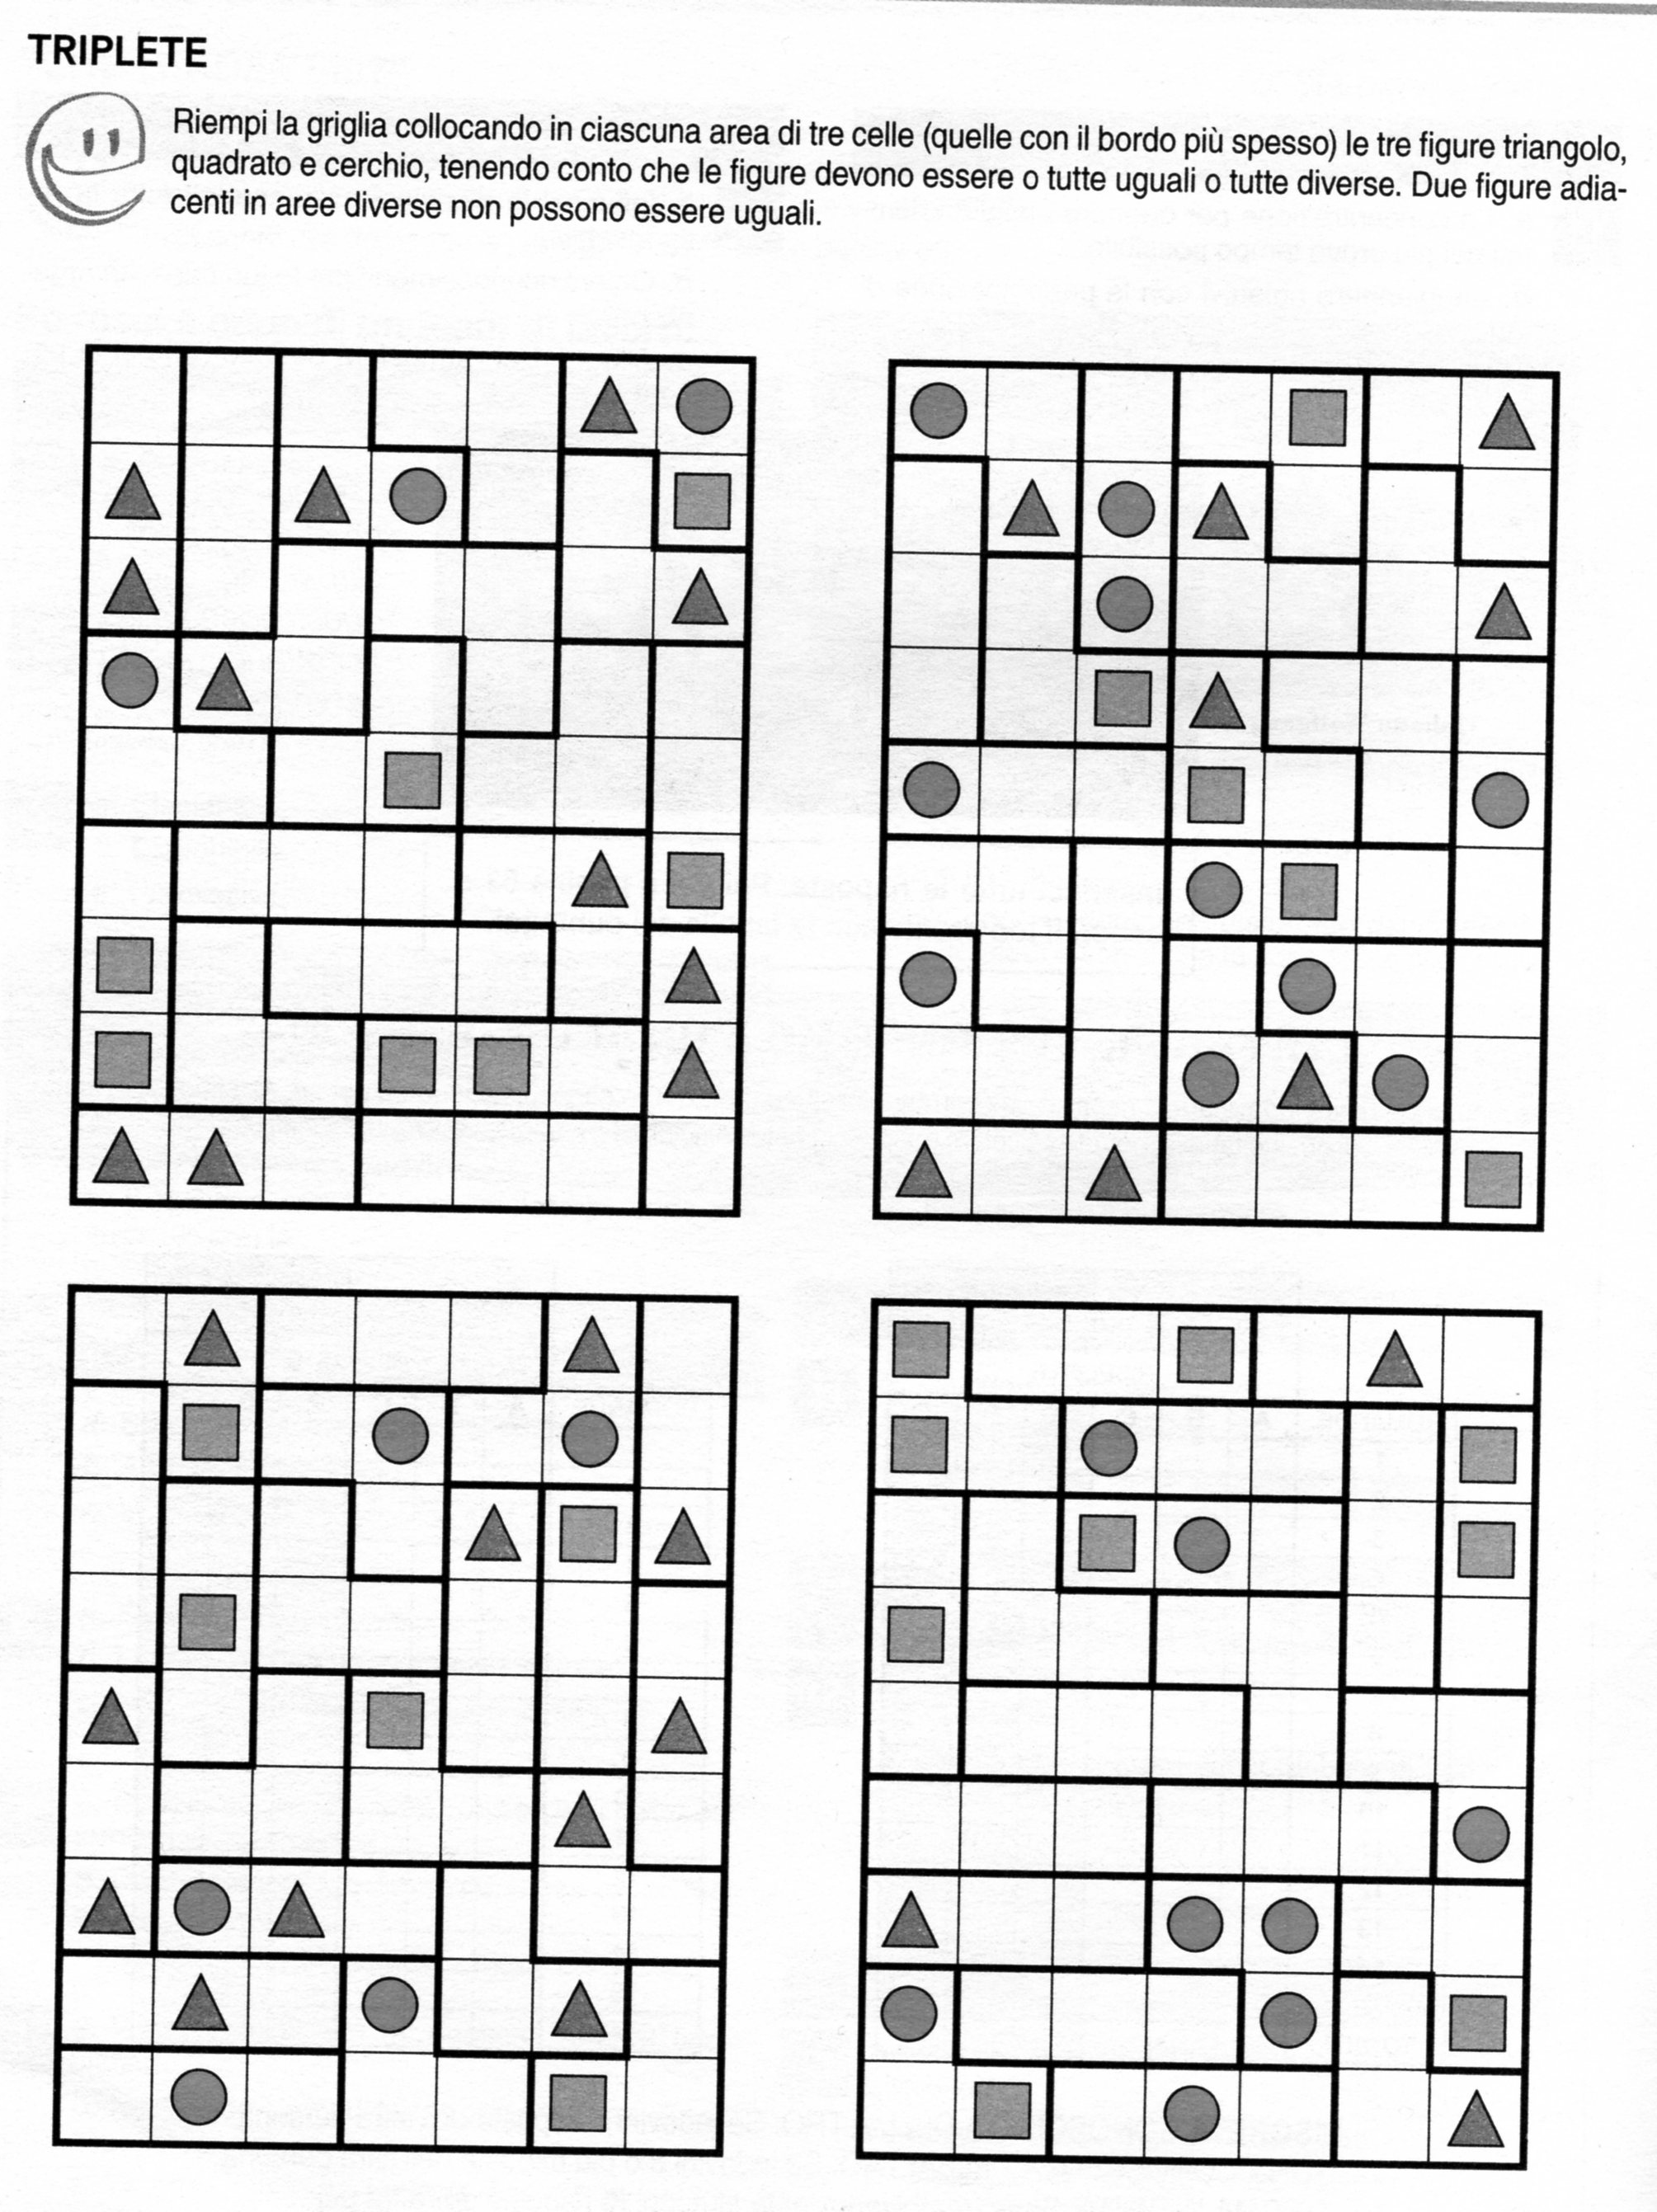 TRIPLETE
Riempi la griglia collocando in ciascuna area di tre celle (quelle con il bordo più spesso) le tre figure triangolo,
quadrato e cerchio, tenendo conto che le figure devono essere o tutte uguali o tutte diverse. Due figure adia-
centi in aree diverse non possono essere uguali.